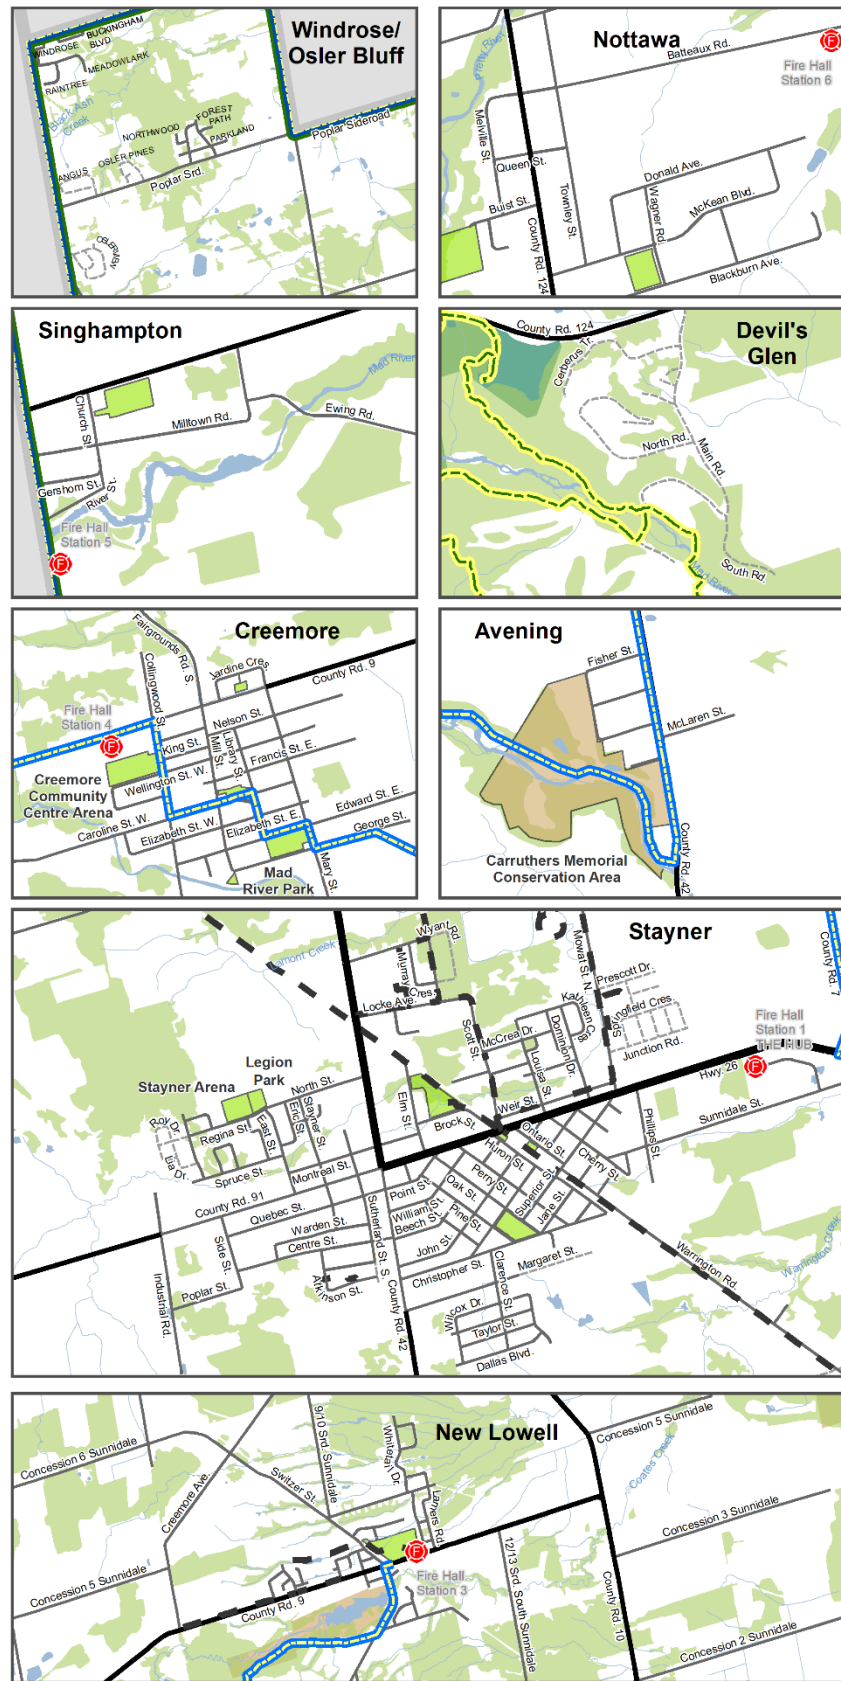 Windrose/
Osler Bluff
BUCKINGHAM
BLVD
WINDROSE
MEADOWLARK
RAINTREE
Black Ash
Creek
FOREST
PATH
NORTHWOOD
PARKLAND
OSLER PINES
ANGUS
Poplar Srd.
Poplar Sideroad
Nottawa
Batteaux Rd.
Fire Hall
Station 6
Pretty River
Melville St.
Queen St.
Buist St.
Townley St.
County Rd. 124
Donald Ave.
Wagner Rd.
McKean Blvd.
Blackburn Ave.
Singhampton
Mad River
Church St.
Milltown Rd.
Ewing Rd.
Gershom St.
River St.
Fire Hall
Station 5
Devil's
Glen
County Rd. 124
Cerberus Tr.
North Rd.
Main Rd.
South Rd.
Mad River
Creemore
Fairgrounds Rd. S.
Jardine Cres
County Rd. 9
Collingwood St.
Fire Hall
Station 4
Nelson St.
King St.
Mill St.
Library St.
Francis St. E.
Wellington St. W.
Creemore
Community
Centre Arena
Caroline St. W.
Elizabeth St. W.
Elizabeth St. E.
Edward St. E.
George St.
Mary St.
Mad
River Park
Avening
Fisher St.
McLaren St.
County Rd. 42
Carruthers Memorial
Conservation Area
Stayner
Lamont Creek
Wyant Rd.
Murray
Cres
Locke Ave.
Scott St.
McCrea Dr.
Mowat St. N.
Prescott Dr.
Junction Rd.
Dominion Dr.
Louisa St.
County Rd. 7
Fire Hall
Station 1
THE HUB
Hwy. 26
Sunnidale St.
Phillips St.
Legion
Park
Stayner Arena
North St.
Roy Dr.
Regina St.
East St.
Eric St.
Stayner St.
Elm St.
Brock St.
Weir St.
Ontario St.
Huron St.
Cherry St.
Lia Dr.
Spruce St.
Montreal St.
Perry St.
Superior St.
Oak St.
Jane St.
Point St.
William St.
Beech St.
Pine St.
John St.
County Rd. 91
Quebec St.
Warden St.
Centre St.
Side St.
Sutherland St. S.
Poplar St.
Industrial Rd.
Atkinson St.
County Rd. 42
Christopher St.
Margaret St.
Clarence St.
Wilcox Dr.
Taylor St.
Dallas Blvd.
Warrington Rd.
Warrington Creek
New Lowell
Concession 6 Sunnidale
9/10 Srd. Sunnidale
Whitetail Dr.
Lamers Rd.
Switzer St.
Creemore Ave.
Concession 5 Sunnidale
Coates Creek
Concession 3 Sunnidale
Concession 5 Sunnidale
County Rd. 9
Fire Hall
Station 3
12/13 Srd. South Sunnidale
County Rd. 10
Concession 2 Sunnidale